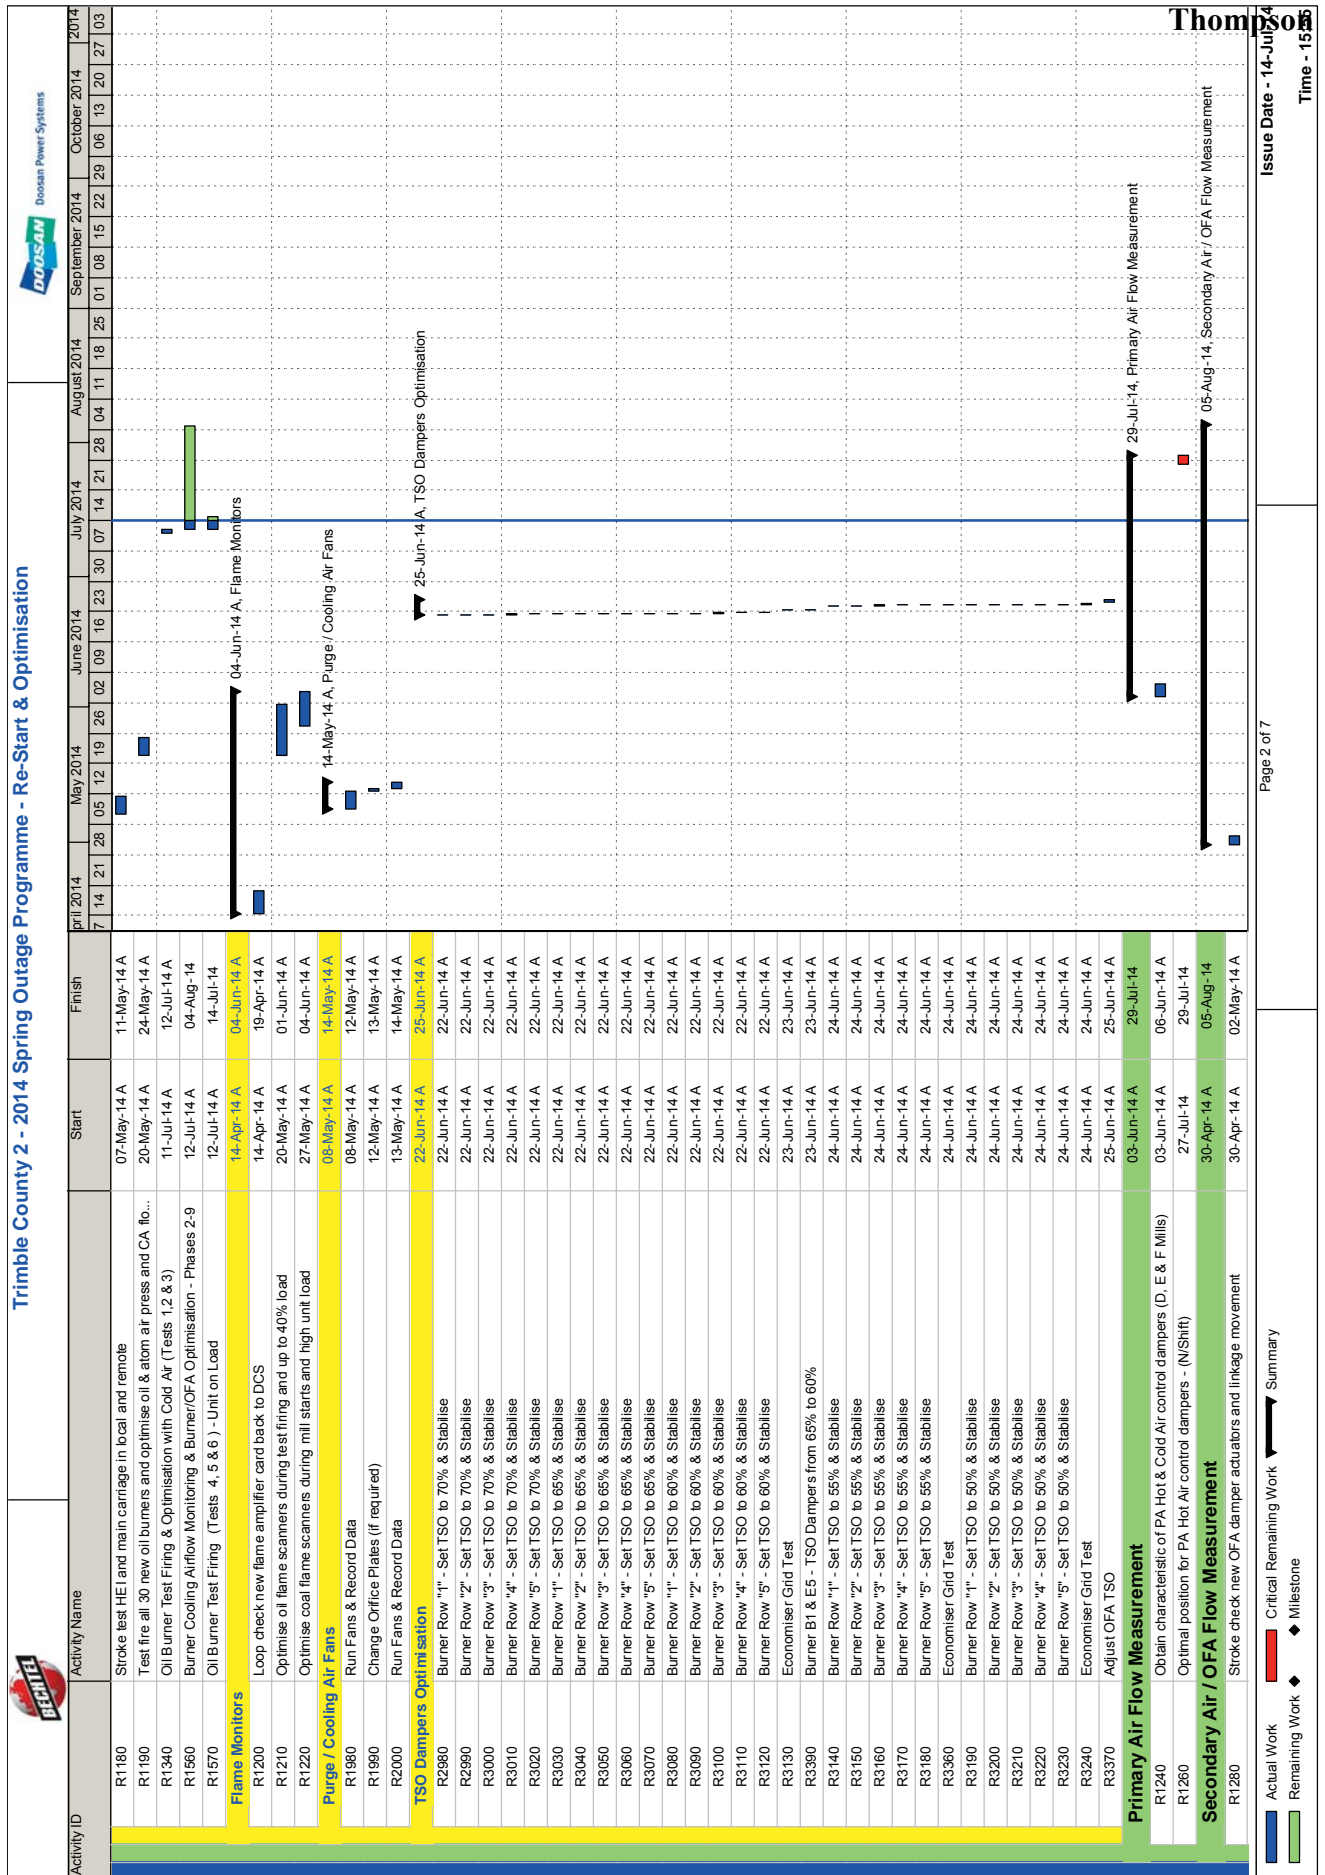 Thompson
BECHTEL
Trimble County 2 - 2014 Spring Outage Programme - Re-Start & Optimisation
DOOSAN Doosan Power Systems
Activity ID Activity Name Start Finish
pril 2014 May 2014 June 2014 July 2014 August 2014 September 2014 October 2014 2014
7 14 21 28 05 12 19 26 02 09 16 23 30 07 14 21 28 04 11 18 25 01 08 15 22 29 06 13 20 27 03
R1180 Stroke test HEI and main carriage in local and remote 07-May-14 A 11-May-14 A
R1190 Test fire all 30 new oil burners and optimise oil & atom air press and CA flo... 20-May-14 A 24-May-14 A
R1340 Oil Burner Test Firing & Optimisation with Cold Air (Tests 1,2 & 3) 11-Jul-14 A 12-Jul-14 A
R1560 Burner Cooling Airflow Monitoring & Burner/OFA Optimisation - Phases 2-9 12-Jul-14 A 04-Aug-14
R1570 Oil Burner Test Firing (Tests 4, 5 & 6 ) - Unit on Load 12-Jul-14 A 14-Jul-14
Flame Monitors 14-Apr-14 A 04-Jun-14 A 04-Jun-14 A, Flame Monitors
R1200 Loop check new flame amplifier card back to DCS 14-Apr-14 A 19-Apr-14 A
R1210 Optimise oil flame scanners during test firing and up to 40% load 20-May-14 A 01-Jun-14 A
R1220 Optimise coal flame scanners during mill starts and high unit load 27-May-14 A 04-Jun-14 A
Purge / Cooling Air Fans 08-May-14 A 14-May-14 A 14-May-14 A, Purge / Cooling Air Fans
R1980 Run Fans & Record Data 08-May-14 A 12-May-14 A
R1990 Change Orifice Plates (if required) 12-May-14 A 13-May-14 A
R2000 Run Fans & Record Data 13-May-14 A 14-May-14 A
TSO Dampers Optimisation 22-Jun-14 A 25-Jun-14 A 25-Jun-14 A, TSO Dampers Optimisation
R2980 Burner Row "1" - Set TSO to 70% & Stabilise 22-Jun-14 A 22-Jun-14 A
R2990 Burner Row "2" - Set TSO to 70% & Stabilise 22-Jun-14 A 22-Jun-14 A
R3000 Burner Row "3" - Set TSO to 70% & Stabilise 22-Jun-14 A 22-Jun-14 A
R3010 Burner Row "4" - Set TSO to 70% & Stabilise 22-Jun-14 A 22-Jun-14 A
R3020 Burner Row "5" - Set TSO to 70% & Stabilise 22-Jun-14 A 22-Jun-14 A
R3030 Burner Row "1" - Set TSO to 65% & Stabilise 22-Jun-14 A 22-Jun-14 A
R3040 Burner Row "2" - Set TSO to 65% & Stabilise 22-Jun-14 A 22-Jun-14 A
R3050 Burner Row "3" - Set TSO to 65% & Stabilise 22-Jun-14 A 22-Jun-14 A
R3060 Burner Row "4" - Set TSO to 65% & Stabilise 22-Jun-14 A 22-Jun-14 A
R3070 Burner Row "5" - Set TSO to 65% & Stabilise 22-Jun-14 A 22-Jun-14 A
R3080 Burner Row "1" - Set TSO to 60% & Stabilise 22-Jun-14 A 22-Jun-14 A
R3090 Burner Row "2" - Set TSO to 60% & Stabilise 22-Jun-14 A 22-Jun-14 A
R3100 Burner Row "3" - Set TSO to 60% & Stabilise 22-Jun-14 A 22-Jun-14 A
R3110 Burner Row "4" - Set TSO to 60% & Stabilise 22-Jun-14 A 22-Jun-14 A
R3120 Burner Row "5" - Set TSO to 60% & Stabilise 22-Jun-14 A 22-Jun-14 A
R3130 Economiser Grid Test 23-Jun-14 A 23-Jun-14 A
R3390 Burner B1 & E5 - TSO Dampers from 65% to 60% 23-Jun-14 A 23-Jun-14 A
R3140 Burner Row "1" - Set TSO to 55% & Stabilise 24-Jun-14 A 24-Jun-14 A
R3150 Burner Row "2" - Set TSO to 55% & Stabilise 24-Jun-14 A 24-Jun-14 A
R3160 Burner Row "3" - Set TSO to 55% & Stabilise 24-Jun-14 A 24-Jun-14 A
R3170 Burner Row "4" - Set TSO to 55% & Stabilise 24-Jun-14 A 24-Jun-14 A
R3180 Burner Row "5" - Set TSO to 55% & Stabilise 24-Jun-14 A 24-Jun-14 A
R3360 Economiser Grid Test 24-Jun-14 A 24-Jun-14 A
R3190 Burner Row "1" - Set TSO to 50% & Stabilise 24-Jun-14 A 24-Jun-14 A
R3200 Burner Row "2" - Set TSO to 50% & Stabilise 24-Jun-14 A 24-Jun-14 A
R3210 Burner Row "3" - Set TSO to 50% & Stabilise 24-Jun-14 A 24-Jun-14 A
R3220 Burner Row "4" - Set TSO to 50% & Stabilise 24-Jun-14 A 24-Jun-14 A
R3230 Burner Row "5" - Set TSO to 50% & Stabilise 24-Jun-14 A 24-Jun-14 A
R3240 Economiser Grid Test 24-Jun-14 A 24-Jun-14 A
R3370 Adjust OFA TSO 25-Jun-14 A 25-Jun-14 A
Primary Air Flow Measurement 03-Jun-14 A 29-Jul-14 29-Jul-14, Primary Air Flow Measurement
R1240 Obtain characteristic of PA Hot & Cold Air control dampers (D, E & F Mills) 03-Jun-14 A 06-Jun-14 A
R1260 Optimal position for PA Hot Air control dampers - (N/Shift) 27-Jul-14 29-Jul-14
Secondary Air / OFA Flow Measurement 30-Apr-14 A 05-Aug-14 05-Aug-14, Secondary Air / OFA Flow Measurement
R1280 Stroke check new OFA damper actuators and linkage movement 30-Apr-14 A 02-May-14 A
Actual Work Critical Remaining Work Summary
Remaining Work Milestone
Page 2 of 7
Issue Date - 14-Jul-14
Time - 15: